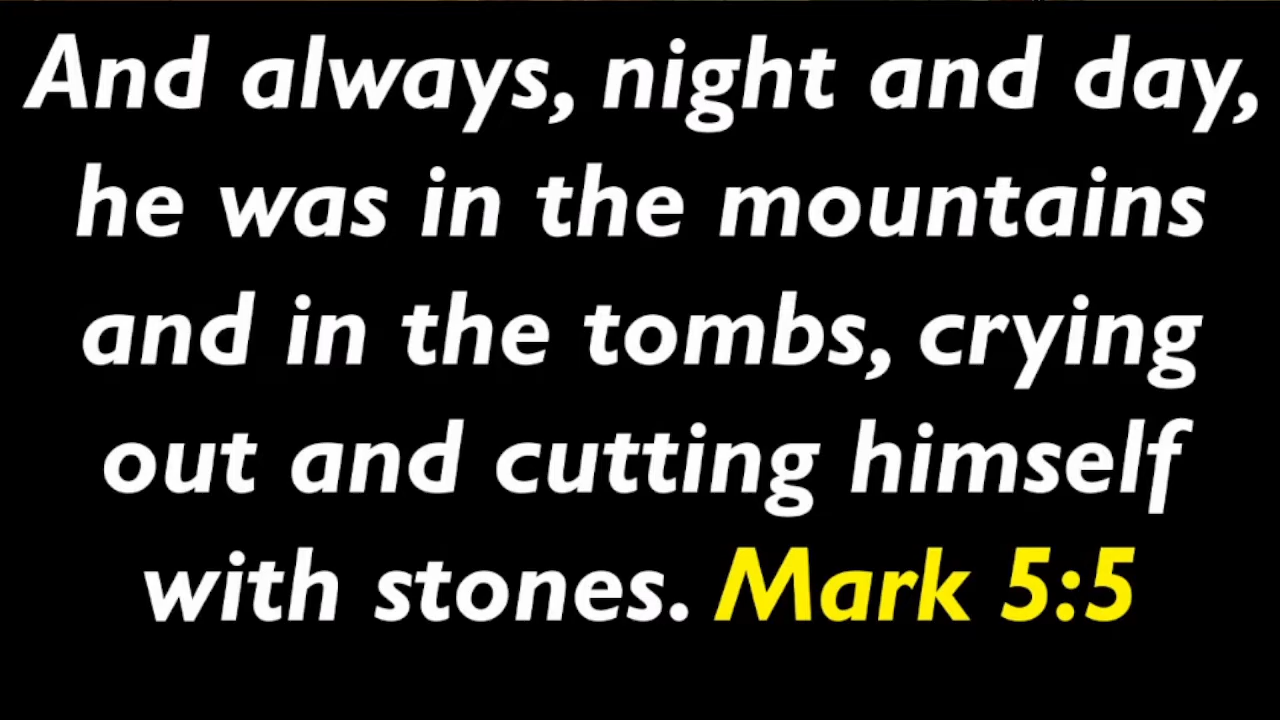 And always, night and day,
he was in the mountains
and in the tombs, crying
out and cutting himself
with stones. Mark 5:5